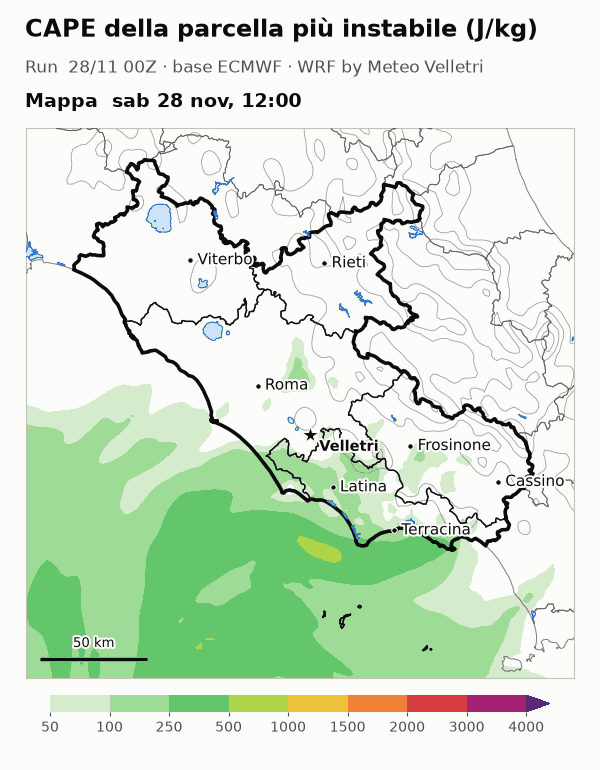 CAPE della parcella più instabile (J/kg)
Run  28/11 00Z · base ECMWF · WRF by Meteo Velletri
Mappa  sab 28 nov, 12:00
Viterbo
Rieti
Roma
Velletri
Frosinone
Latina
Cassino
Terracina
50 km
50 100 250 500 1000 1500 2000 3000 4000